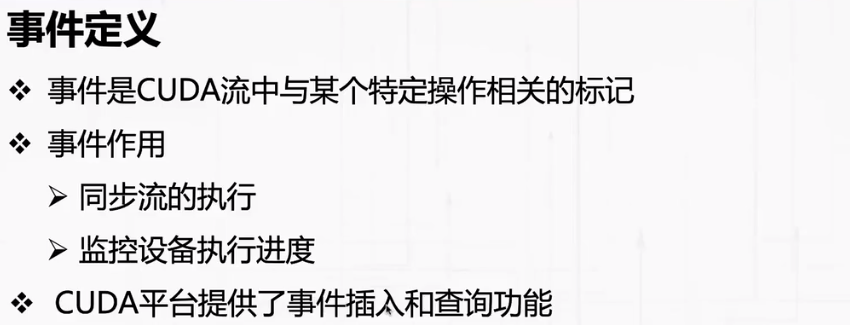 事件定义
❖ 事件是CUDA流中与某个特定操作相关的标记
❖ 事件作用
➢ 同步流的执行
➢ 监控设备执行进度
❖ CUDA平台提供了事件插入和查询功能